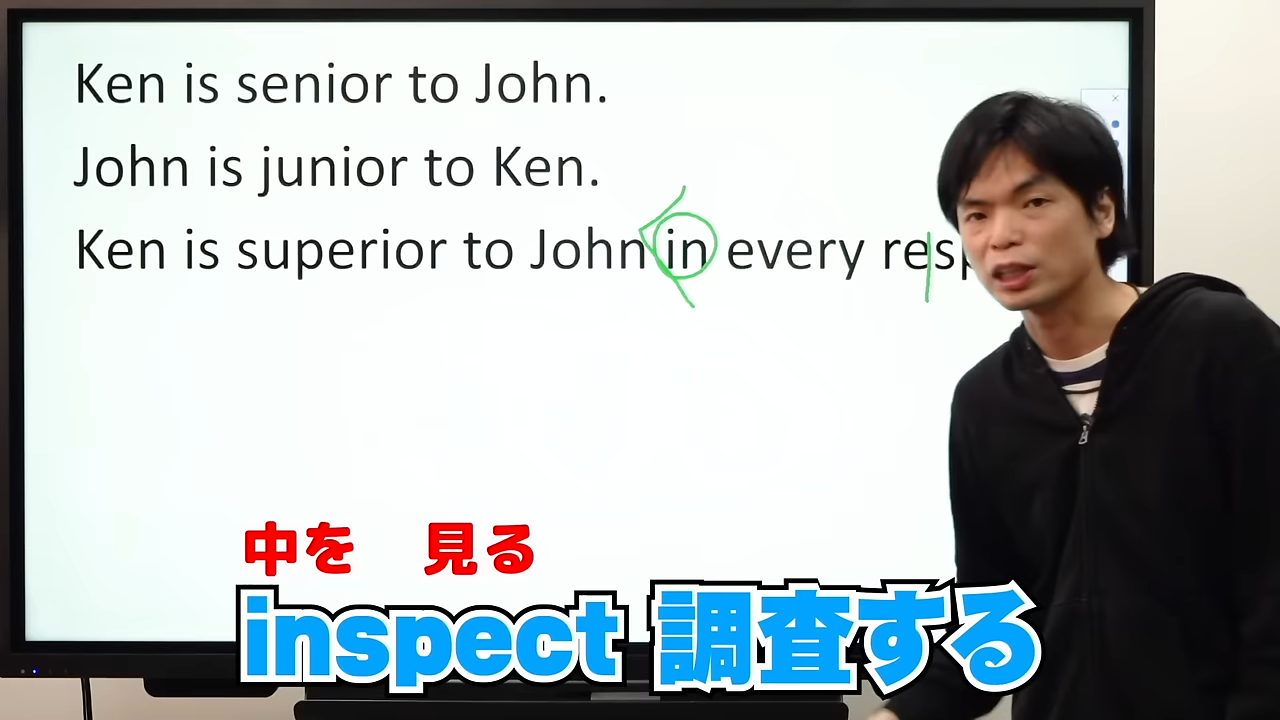 Ken is senior to John.
John is junior to Ken.
Ken is superior to John in every
中を 見る
inspect 調査する